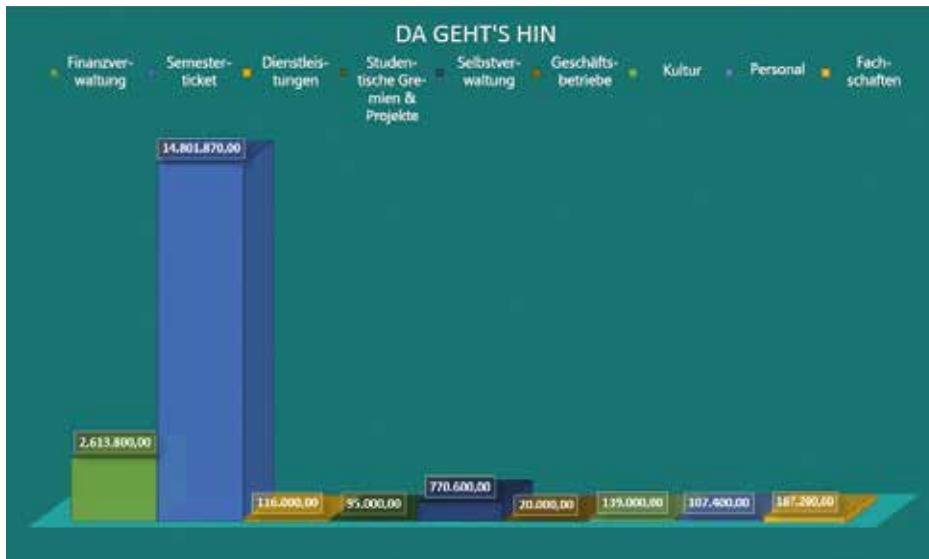 DA GEHT'S HIN
Finanzver-
waltung
Semester-
ticket
Dienstleis-
tungen
Studen-
tische Gre-
mien &
Projekte
Selbstver-
waltung
Geschäfts-
betriebe
Kultur
Personal
Fach-
schaften
14.801.870,00
2.613.800,00
116.000,00
95.000,00
770.600,00
20.000,00
139.000,00
107.400,00
187.200,00